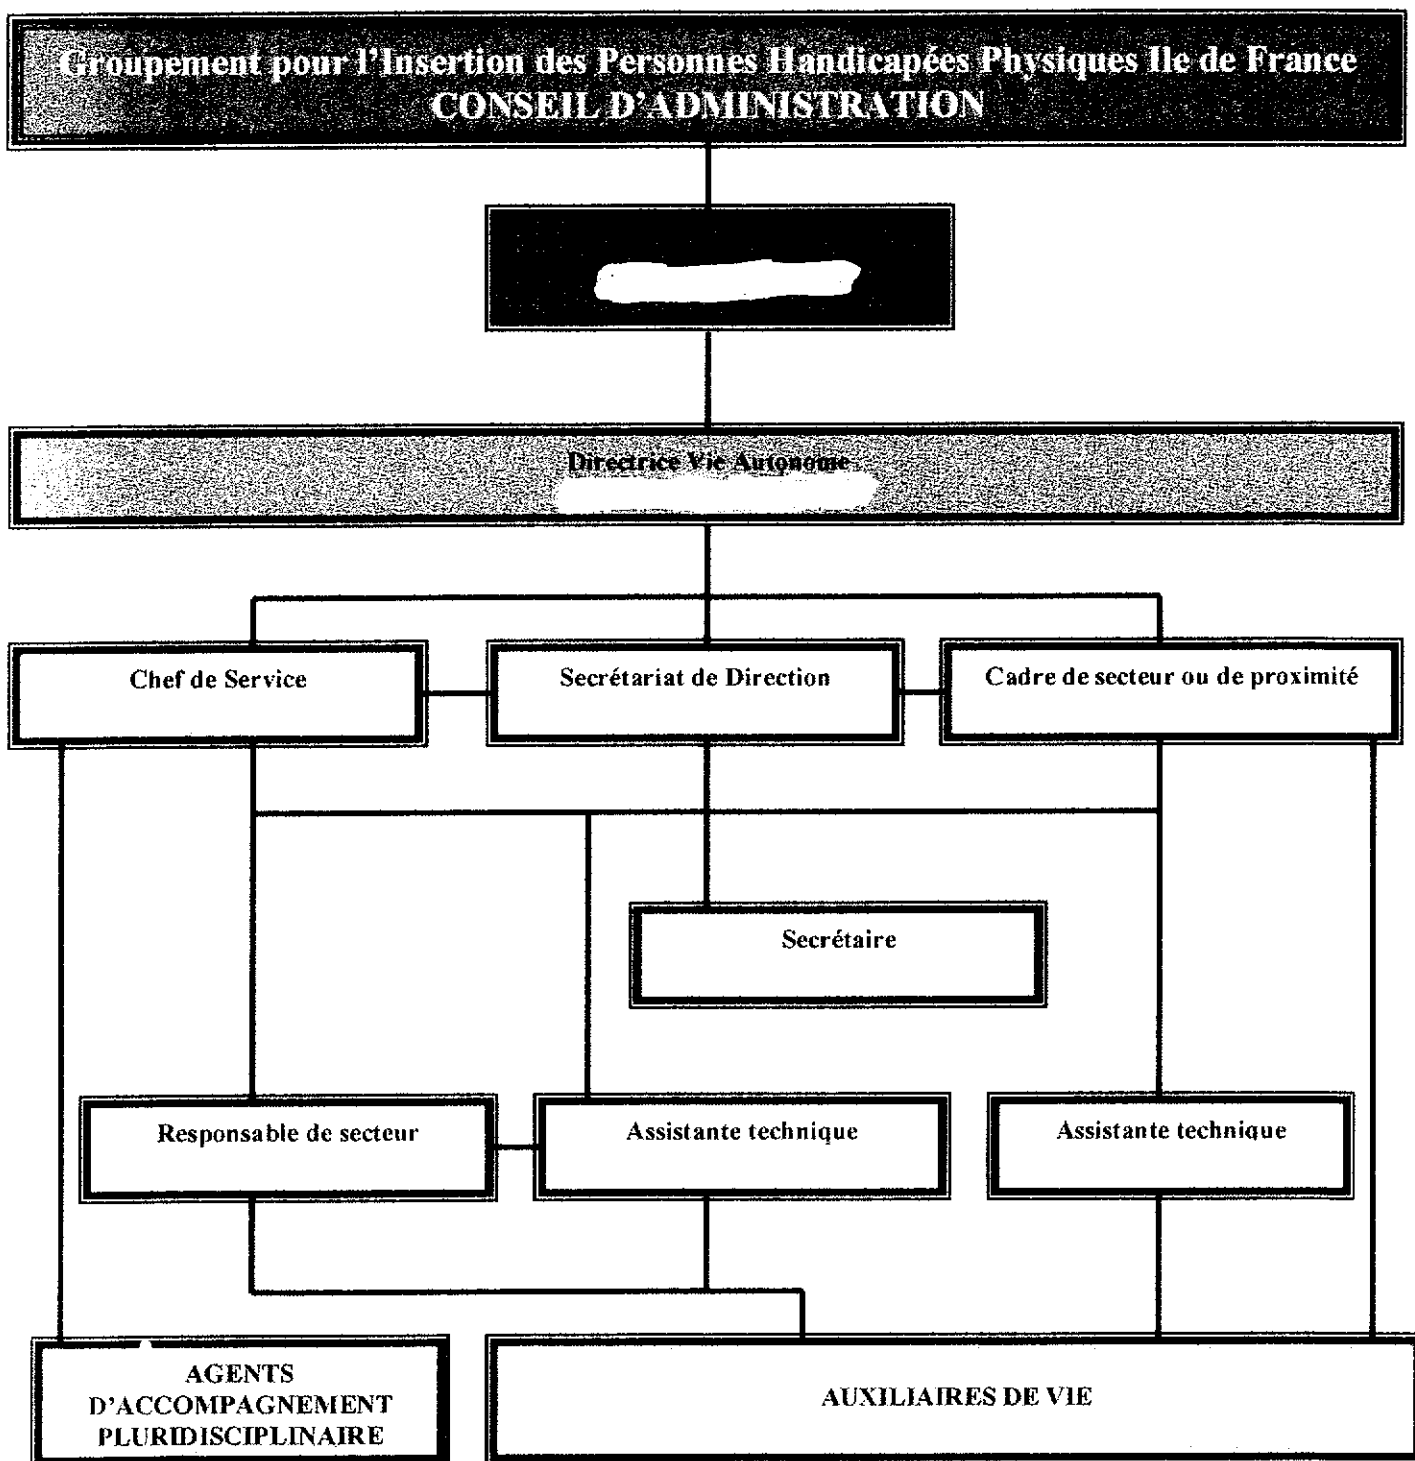 Groupement pour l'Insertion des Personnes Handicapées Physiques Ile de France
CONSEIL D'ADMINISTRATION
Directrice Vie Autonome
Chef de Service
Secrétariat de Direction
Cadre de secteur ou de proximité
Secrétaire
Responsable de secteur
Assistante technique
Assistante technique
AGENTS
D'ACCOMPAGNEMENT
PLURIDISCIPLINAIRE
AUXILIAIRES DE VIE